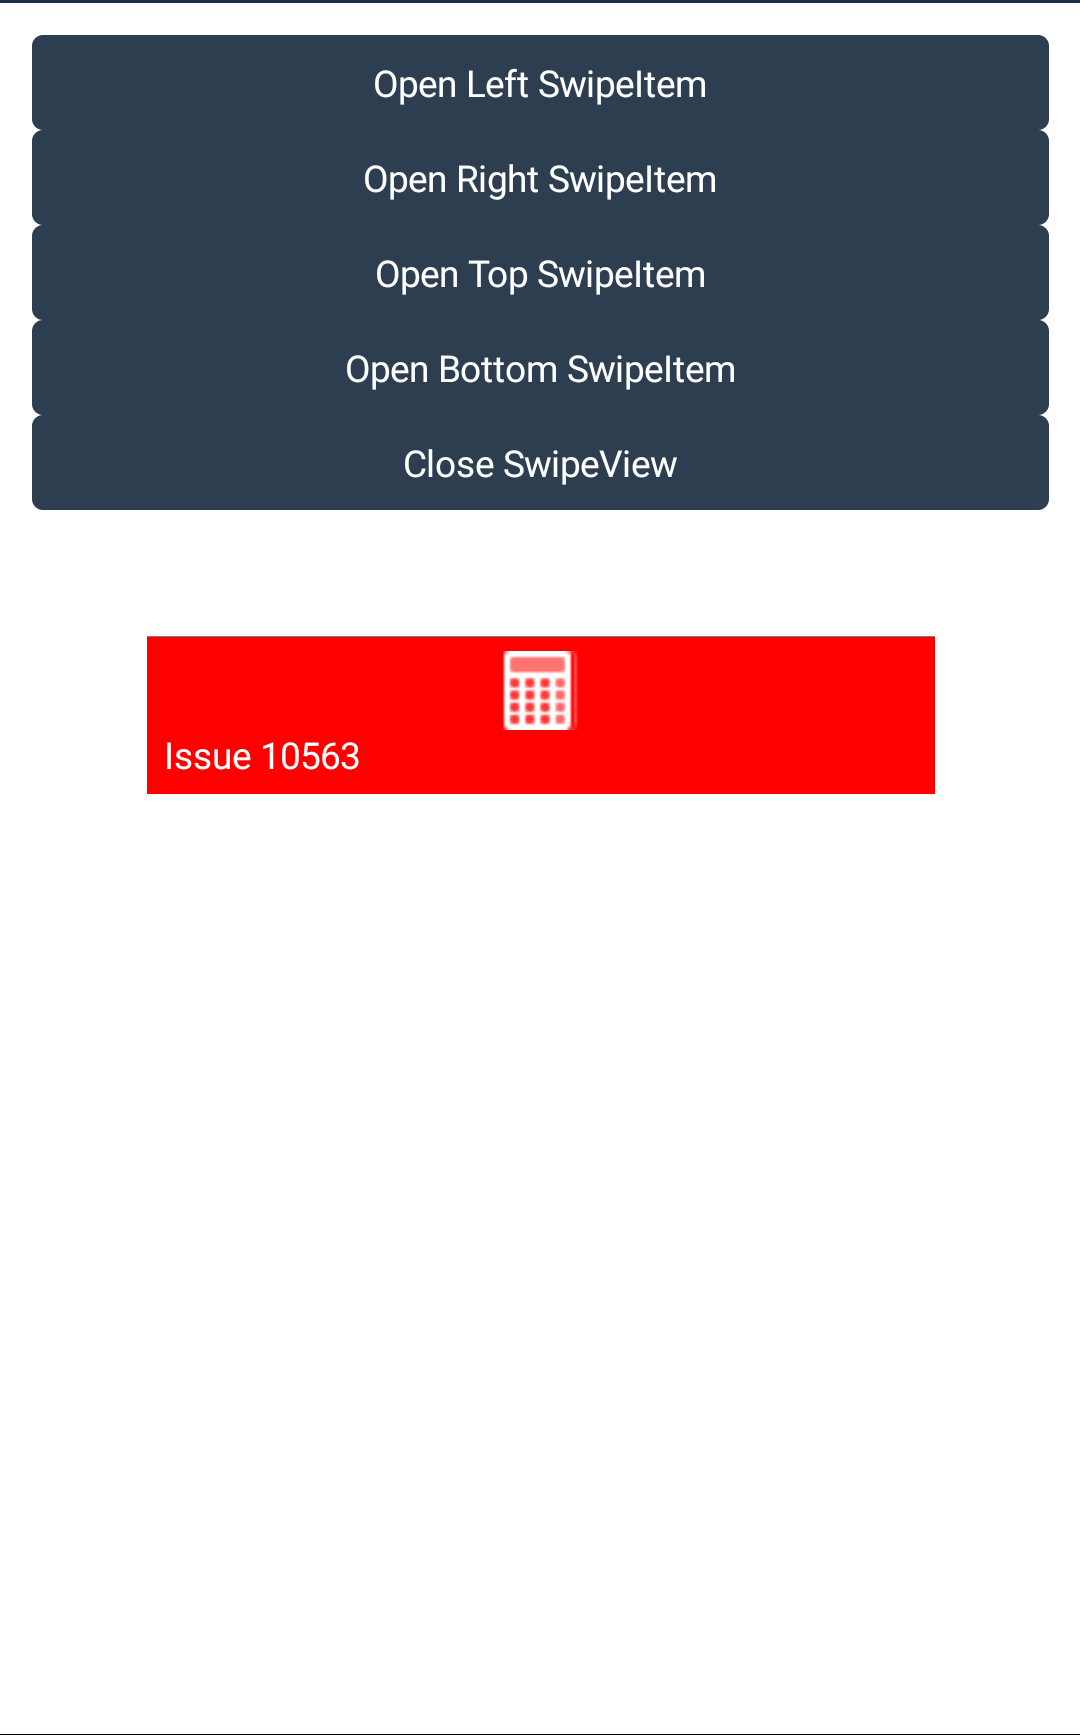 Open Left SwipeItem
Open Right SwipeItem
Open Top SwipeItem
Open Bottom SwipeItem
Close SwipeView
Issue 10563